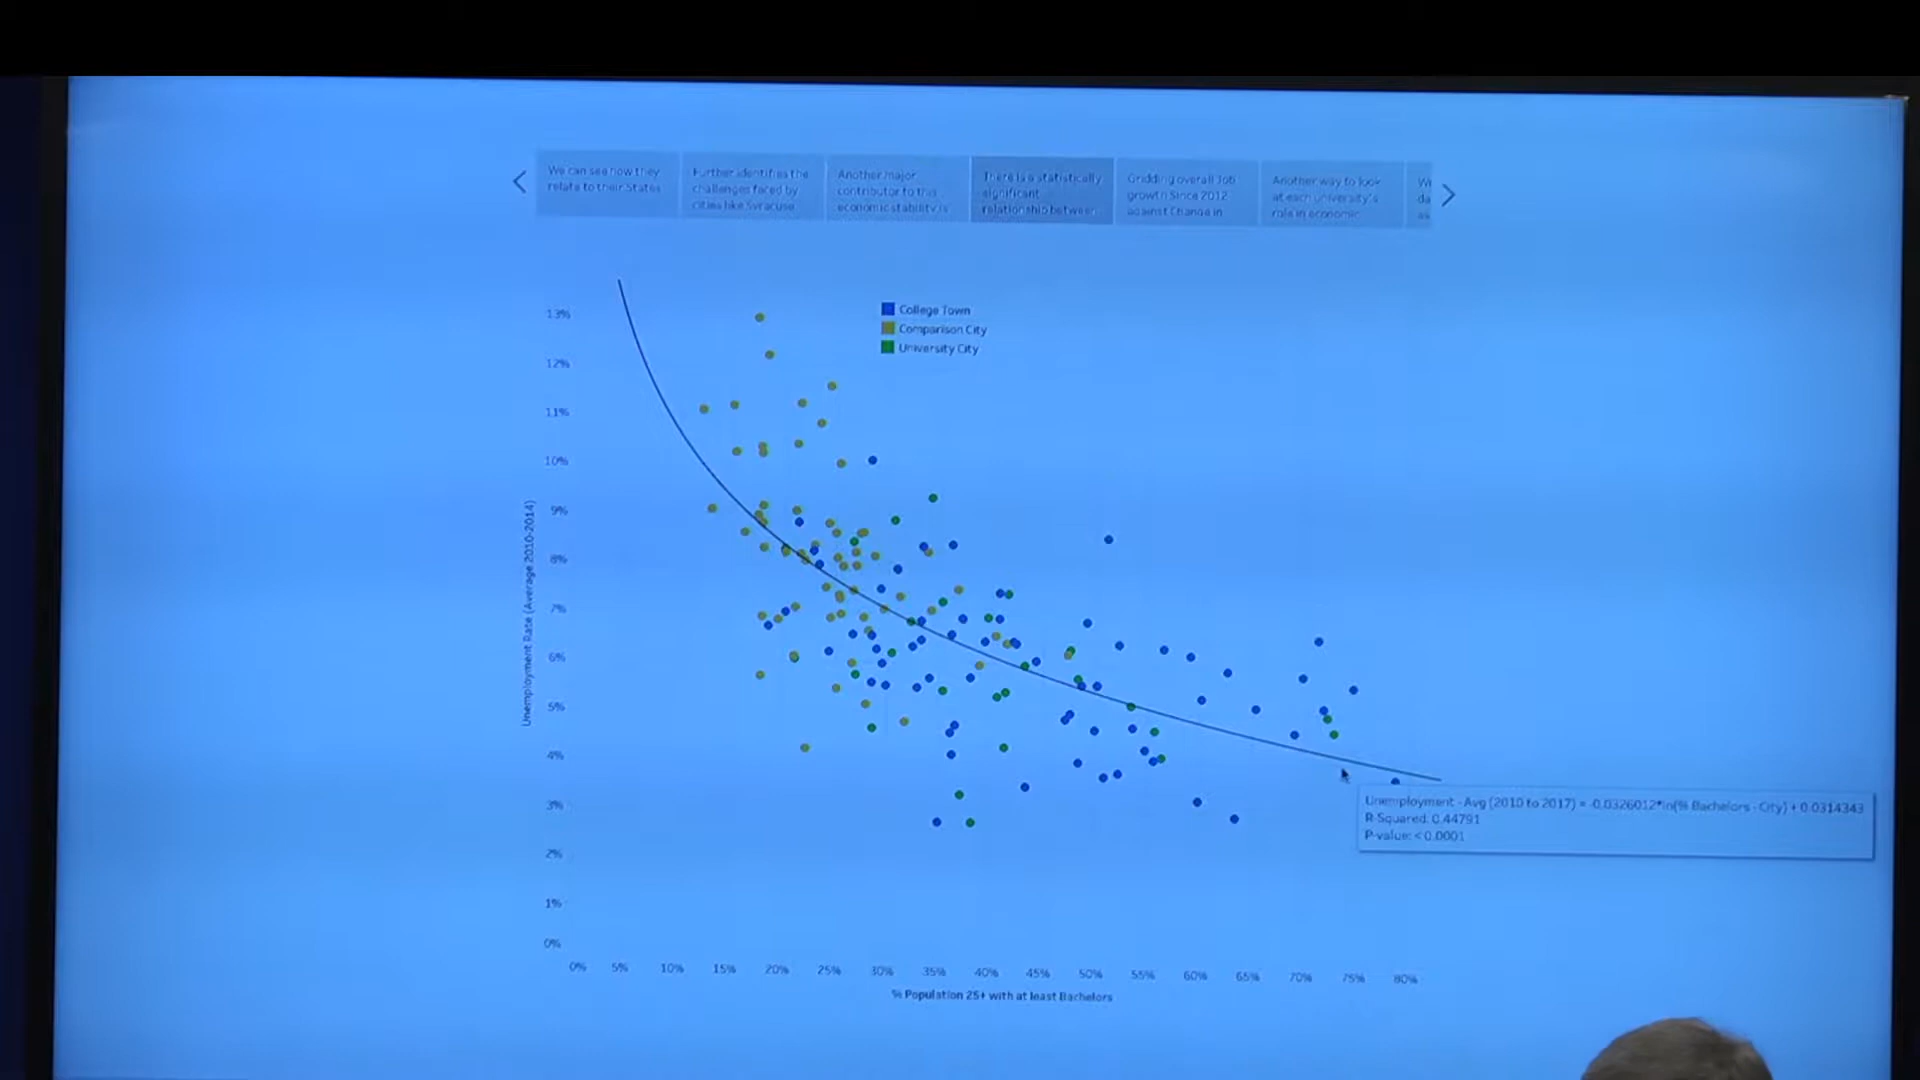 We can see how they
relate to their States
Further identifies the
challenges faced by
cities like Syracuse
Another major
contributor to this
economic stability is
There is a statistically
significant
relationship between
Gridding overall Job
growth Since 2012
against Change in
Another way to look
at each university's
role in economic
We
da
as
College Town
Comparison City
University City
13%
12%
11%
10%
9%
8%
7%
6%
5%
4%
3%
2%
1%
0%
Unemployment Rate (Average 2010-2014)
Unemployment - Avg (2010 to 2017) = -0.0326012*ln(% Bachelors - City) + 0.0314343
R-Squared: 0.44791
P-value: < 0.0001
0% 5% 10% 15% 20% 25% 30% 35% 40% 45% 50% 55% 60% 65% 70% 75% 80%
% Population 25+ with at least Bachelors